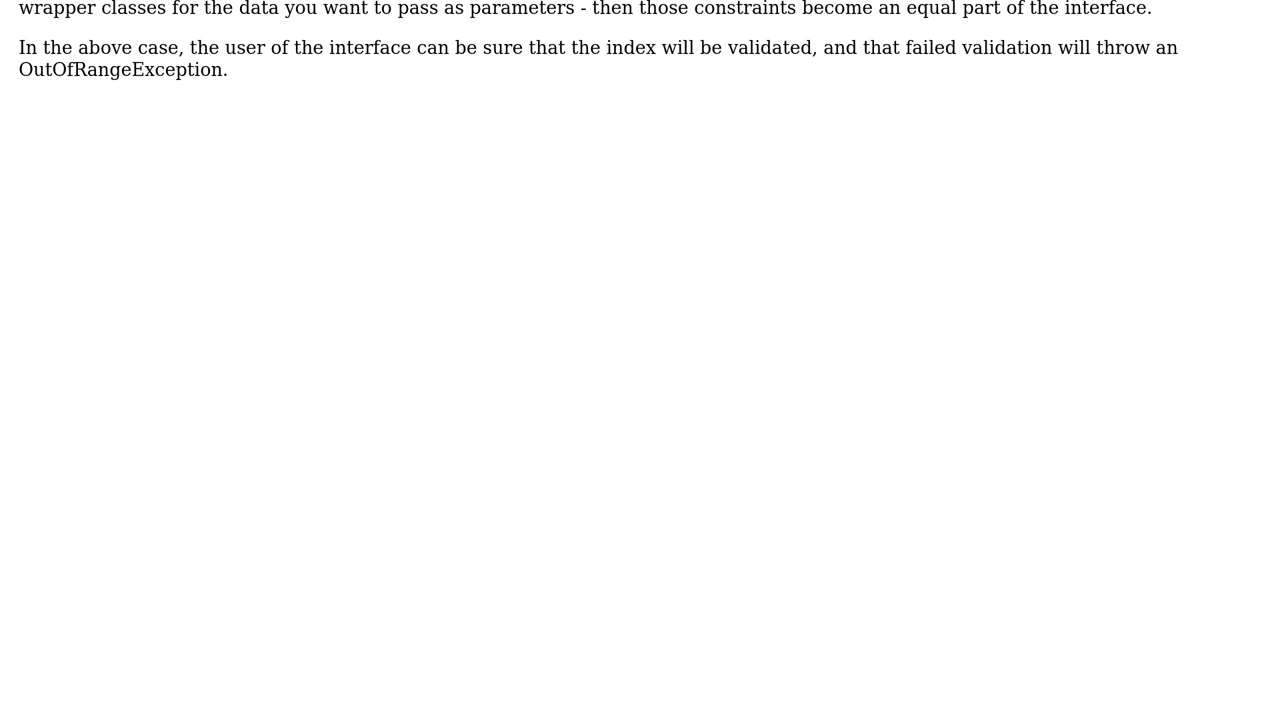 wrapper classes for the data you want to pass as parameters - then those constraints become an equal part of the interface.
In the above case, the user of the interface can be sure that the index will be validated, and that failed validation will throw an
OutOfRangeException.